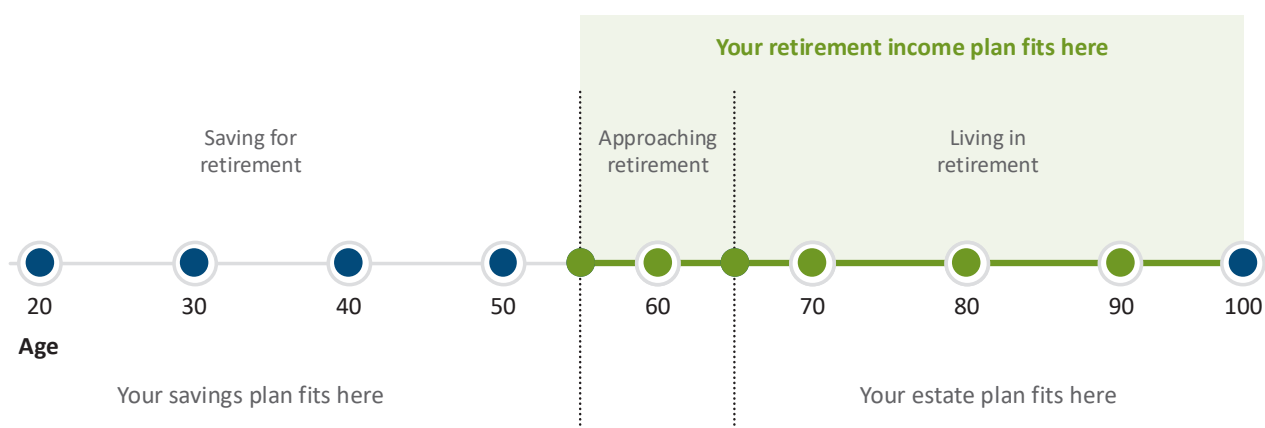 Your retirement income plan fits here
Saving for
retirement
Approaching
retirement
Living in
retirement
20 30 40 50 60 70 80 90 100
Age
Your savings plan fits here
Your estate plan fits here